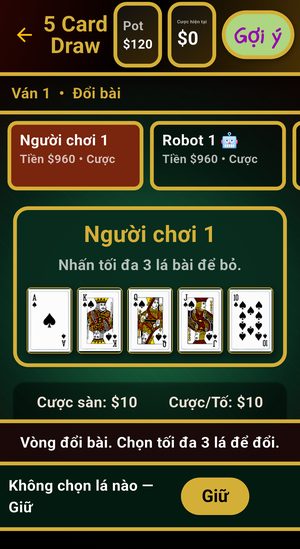 5 Card
Draw
Pot
$120
Cược hiện tại
$0
Gợi ý
Ván 1 • Đổi bài
Người chơi 1
Tiền $960 • Cược
Robot 1 🤖
Tiền $960 • Cược
Người chơi 1
Nhấn tối đa 3 lá bài để bỏ.
A
A
K
K
Q
Q
J
J
10
10
Cược sàn: $10
Cược/Tố: $10
Vòng đổi bài. Chọn tối đa 3 lá để đổi.
Không chọn lá nào —
Giữ
Giữ